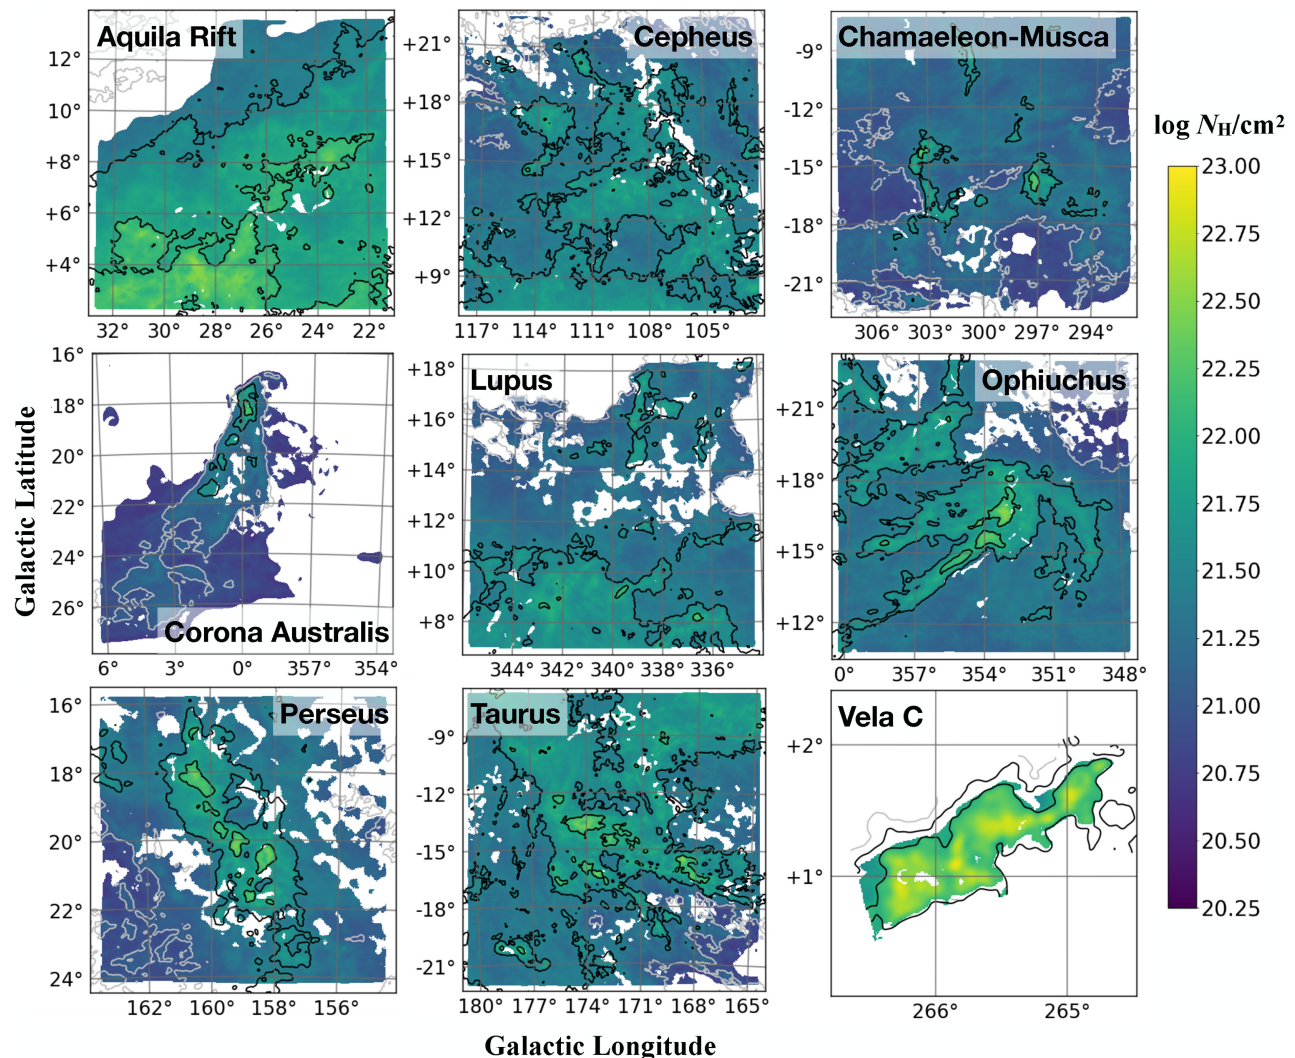 Aquila Rift
12°
10°
+8°
+6°
+4°
32 30° 28° 26° 24° 22°
Cepheus
+21°
+18°
+15°
+12°
+9°
117° 114° 111° 108° 105°
Chamaeleon-Musca
-9°
-12°
-15°
-18°
-21°
306° 303° 300° 297° 294°
log NH/cm²
23.00
22.75
22.50
22.25
22.00
21.75
21.50
21.25
21.00
20.75
20.50
20.25
Galactic Latitude
16°
18°
20°
22°
24°
26°
Corona Australis
6° 3° 0° 357° 354°
Lupus
+18°
+16°
+14°
+12°
+10°
+8°
344° 342° 340° 338° 336°
Ophiuchus
+21°
+18°
+15°
+12°
0° 357° 354° 351° 348°
Perseus
16°
18°
20°
22°
24°
162° 160° 158° 156°
Taurus
-9°
-12°
-15°
-18°
-21°
180° 177° 174° 171° 168° 165°
Vela C
+2°
+1°
266° 265°
Galactic Longitude